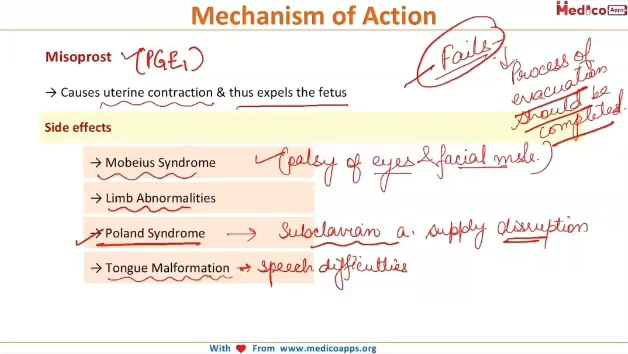 Mechanism of Action
Medico Apps
Misoprost (PGE1)
Fails
Process of
evacuation
should be
completed.
→ Causes uterine contraction & thus expels the fetus
Side effects
→ Mobeius Syndrome (palsy of eyes & facial msle.)
→ Limb Abnormalities
→ Poland Syndrome → Subclavian a. supply disruption
→ Tongue Malformation → speech difficulties
With ❤ From www.medicoapps.org